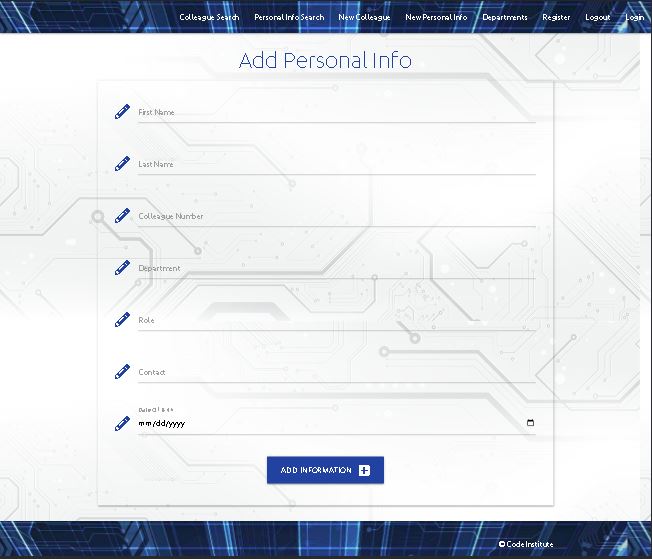 Colleague Search Personal Info Search New Colleague New Personal Info Departments Register Logout Login
Add Personal Info
First Name
Last Name
Colleague Number
Department
Role
Contact
Date Of Birth
mm/dd/yyyy
ADD INFORMATION
© Code Institute